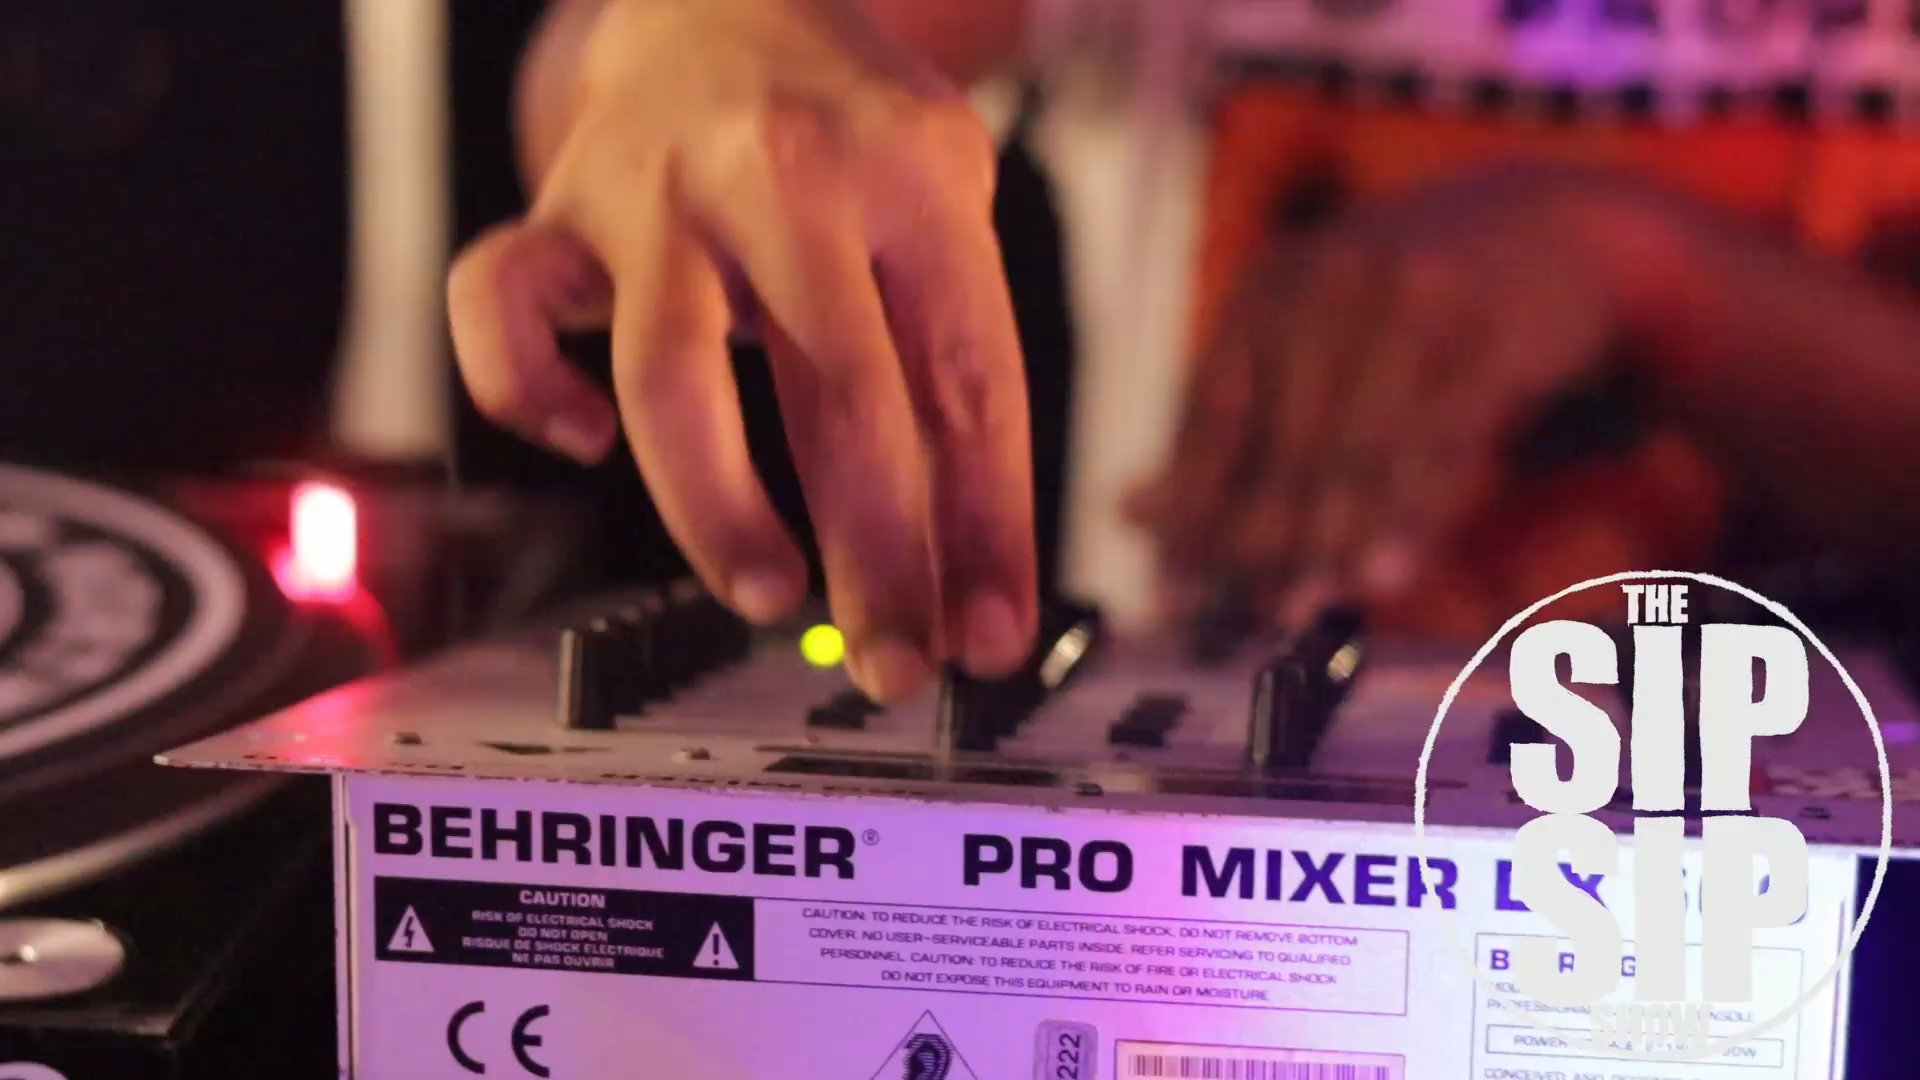 BEHRINGER® PRO MIXER
CAUTION
RISK OF ELECTRICAL SHOCK
DO NOT OPEN
RISQUE DE SHOCK ELECTRIQUE
NE PAS OUVRIR
CAUTION: TO REDUCE THE RISK OF ELECTRICAL SHOCK, DO NOT REMOVE BOTTOM
COVER. NO USER-SERVICEABLE PARTS INSIDE. REFER SERVICING TO QUALIFIED
PERSONNEL. CAUTION: TO REDUCE THE RISK OF FIRE OR ELECTRICAL SHOCK
DO NOT EXPOSE THIS EQUIPMENT TO RAIN OR MOISTURE.
CE
222
THE
SIP
SIP
SHOW